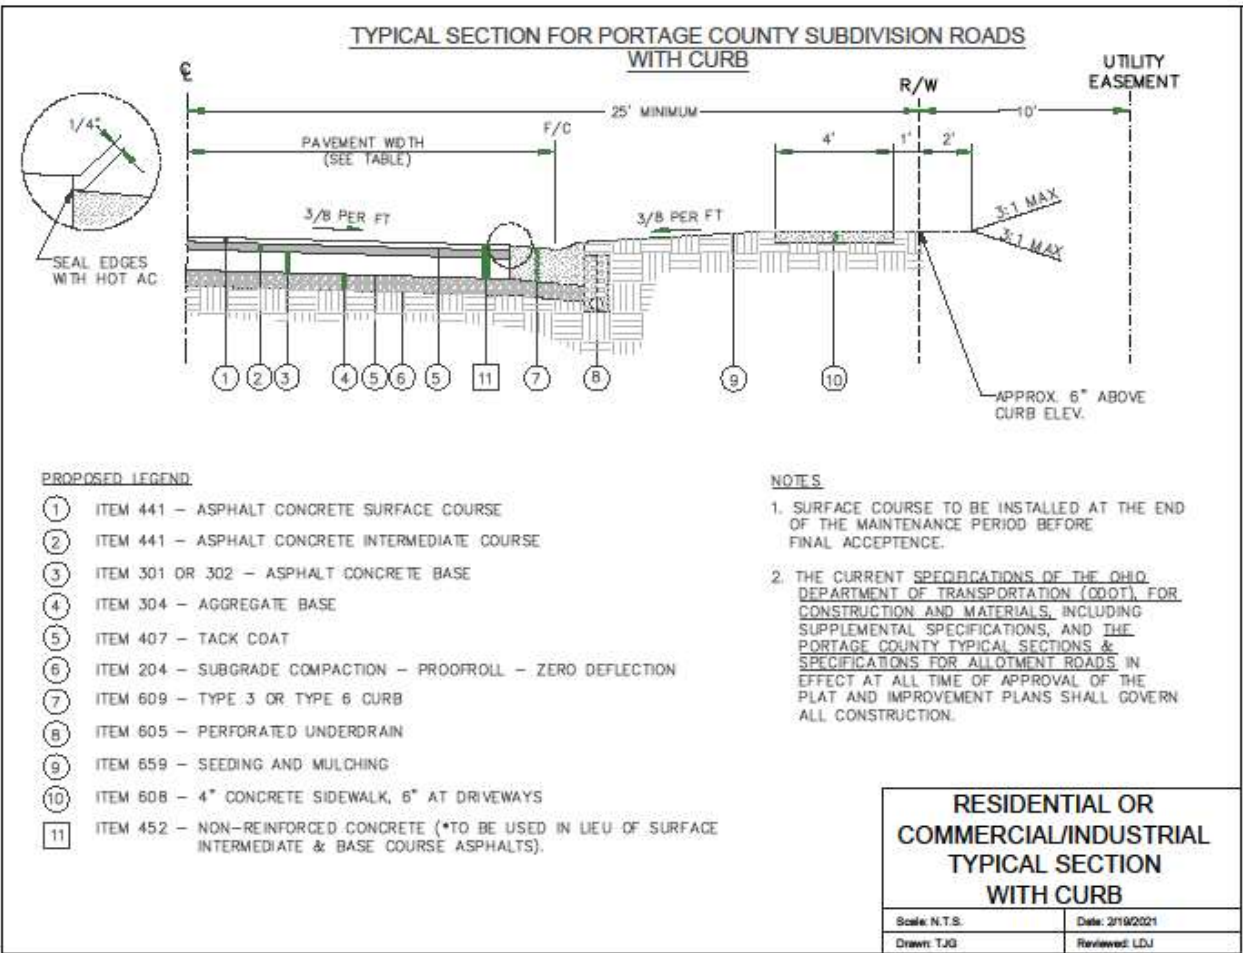 TYPICAL SECTION FOR PORTAGE COUNTY SUBDIVISION ROADS
WITH CURB
UTILITY
EASEMENT
R/W
25' MINIMUM
10'
F/C
1/4"
PAVEMENT WIDTH
(SEE TABLE)
4'
1'
2'
3/8 PER FT
3/8 PER FT
3:1 MAX
3:1 MAX
SEAL EDGES
WITH HOT AC
1
2
3
4
5
6
5
11
7
8
9
10
APPROX. 6" ABOVE
CURB ELEV.
PROPOSED LEGEND
1 ITEM 441 – ASPHALT CONCRETE SURFACE COURSE
2 ITEM 441 – ASPHALT CONCRETE INTERMEDIATE COURSE
3 ITEM 301 OR 302 – ASPHALT CONCRETE BASE
4 ITEM 304 – AGGREGATE BASE
5 ITEM 407 – TACK COAT
6 ITEM 204 – SUBGRADE COMPACTION – PROOFROLL – ZERO DEFLECTION
7 ITEM 609 – TYPE 3 OR TYPE 6 CURB
8 ITEM 605 – PERFORATED UNDERDRAIN
9 ITEM 659 – SEEDING AND MULCHING
10 ITEM 608 – 4" CONCRETE SIDEWALK, 6" AT DRIVEWAYS
11 ITEM 452 – NON-REINFORCED CONCRETE (*TO BE USED IN LIEU OF SURFACE
INTERMEDIATE & BASE COURSE ASPHALTS).
NOTES
1. SURFACE COURSE TO BE INSTALLED AT THE END
OF THE MAINTENANCE PERIOD BEFORE
FINAL ACCEPTENCE.
2. THE CURRENT SPECIFICATIONS OF THE OHIO
DEPARTMENT OF TRANSPORTATION (ODOT), FOR
CONSTRUCTION AND MATERIALS, INCLUDING
SUPPLEMENTAL SPECIFICATIONS, AND THE
PORTAGE COUNTY TYPICAL SECTIONS &
SPECIFICATIONS FOR ALLOTMENT ROADS IN
EFFECT AT ALL TIME OF APPROVAL OF THE
PLAT AND IMPROVEMENT PLANS SHALL GOVERN
ALL CONSTRUCTION.
RESIDENTIAL OR
COMMERCIAL/INDUSTRIAL
TYPICAL SECTION
WITH CURB
Scale: N.T.S.
Date: 2/19/2021
Drawn: TJG
Reviewed: LDJ